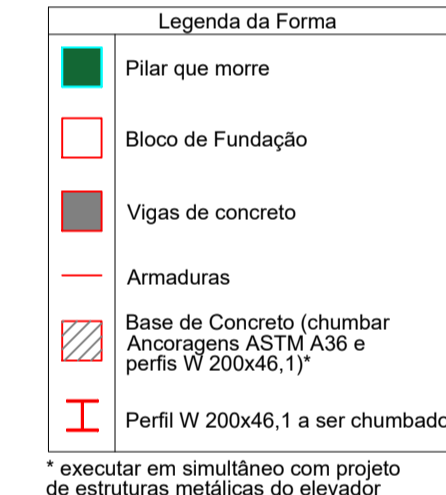 Legenda da Forma
Pilar que morre
Bloco de Fundação
Vigas de concreto
Armaduras
Base de Concreto (chumbar
Ancoragens ASTM A36 e
perfis W 200x46,1)*
Perfil W 200x46,1 a ser chumbado
* executar em simultâneo com projeto
de estruturas metálicas do elevador